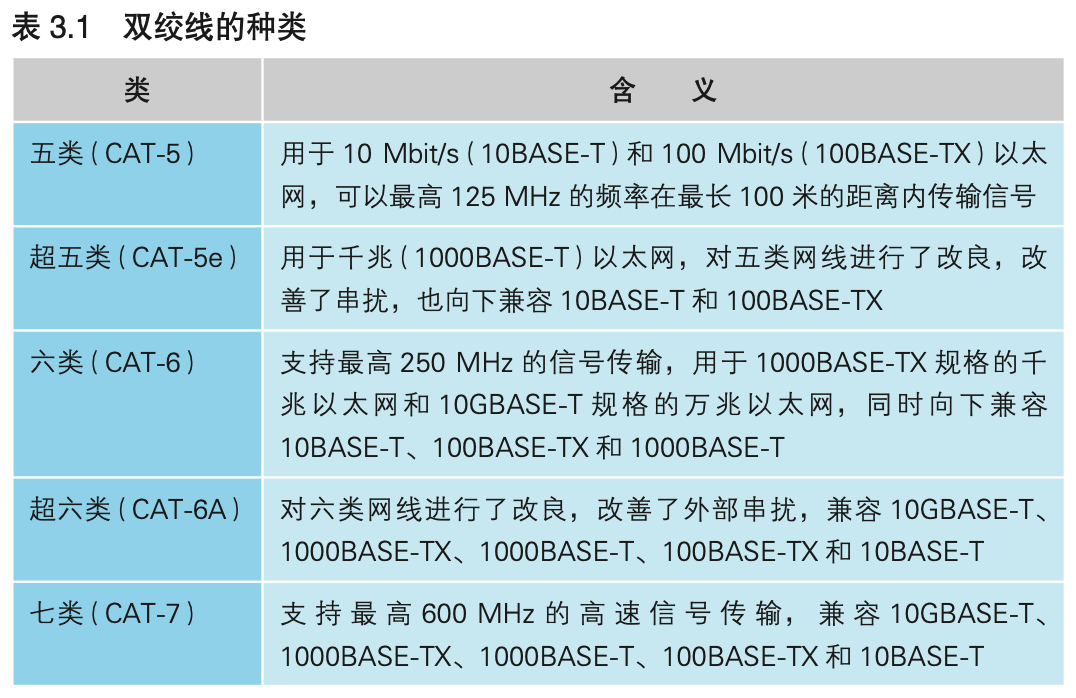 表 3.1 双绞线的种类
类
含 义
五类(CAT-5)
用于 10 Mbit/s(10BASE-T)和 100 Mbit/s(100BASE-TX)以太
网,可以最高 125 MHz 的频率在最长 100 米的距离内传输信号
超五类(CAT-5e)
用于千兆(1000BASE-T)以太网,对五类网线进行了改良,改
善了串扰,也向下兼容 10BASE-T 和 100BASE-TX
六类(CAT-6)
支持最高 250 MHz 的信号传输,用于 1000BASE-TX 规格的千
兆以太网和 10GBASE-T 规格的万兆以太网,同时向下兼容
10BASE-T、100BASE-TX 和 1000BASE-T
超六类(CAT-6A)
对六类网线进行了改良,改善了外部串扰,兼容 10GBASE-T、
1000BASE-TX、1000BASE-T、100BASE-TX 和 10BASE-T
七类(CAT-7)
支持最高 600 MHz 的高速信号传输,兼容 10GBASE-T、
1000BASE-TX、1000BASE-T、100BASE-TX 和 10BASE-T